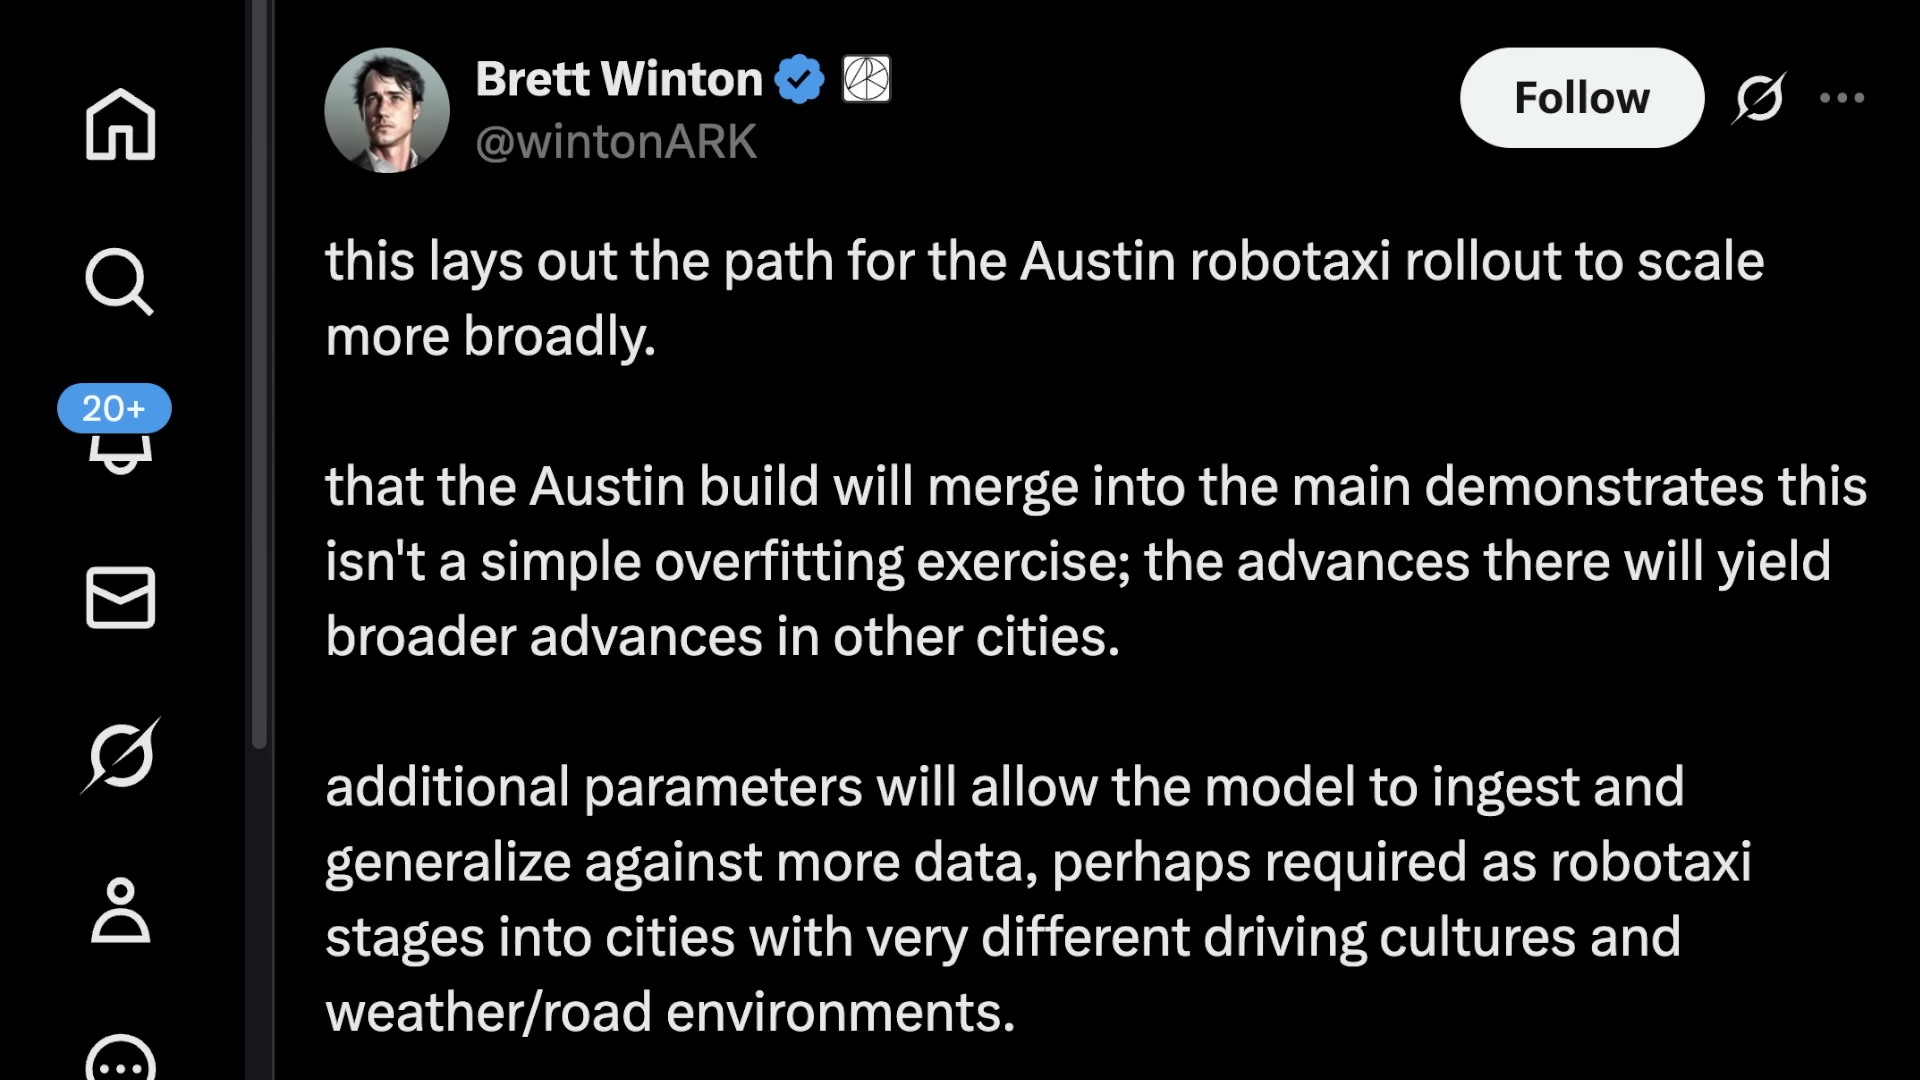 Brett Winton
@wintonARK
Follow
20+
this lays out the path for the Austin robotaxi rollout to scale
more broadly.
that the Austin build will merge into the main demonstrates this
isn't a simple overfitting exercise; the advances there will yield
broader advances in other cities.
additional parameters will allow the model to ingest and
generalize against more data, perhaps required as robotaxi
stages into cities with very different driving cultures and
weather/road environments.